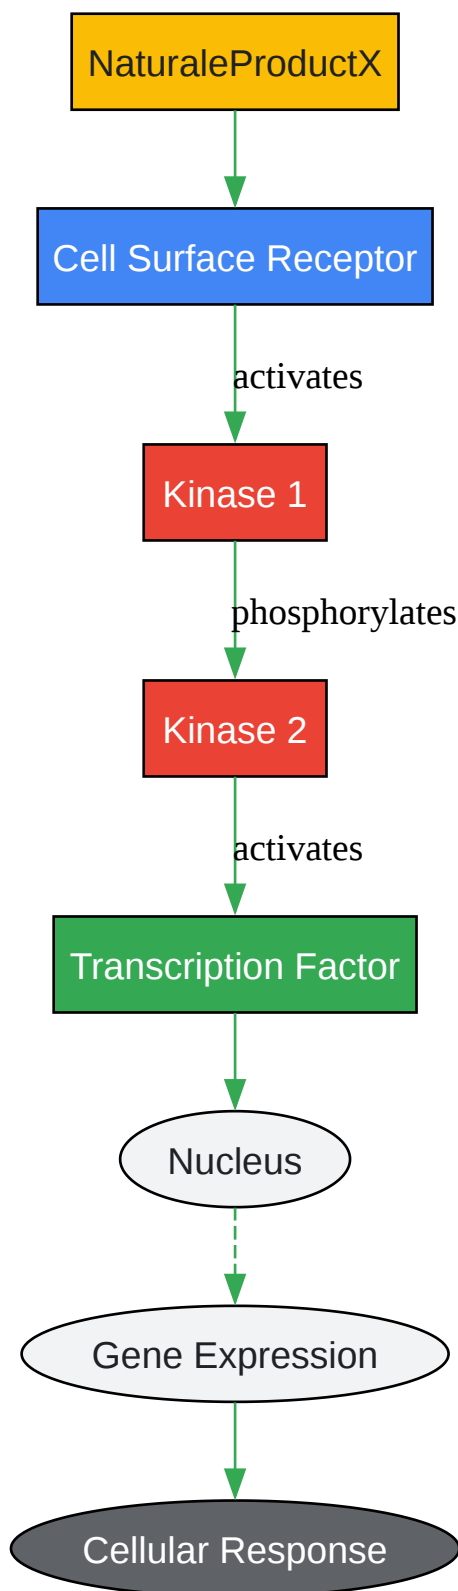 NaturaleProductX
Cell Surface Receptor
activates
Kinase 1
phosphorylates
Kinase 2
activates
Transcription Factor
Nucleus
Gene Expression
Cellular Response